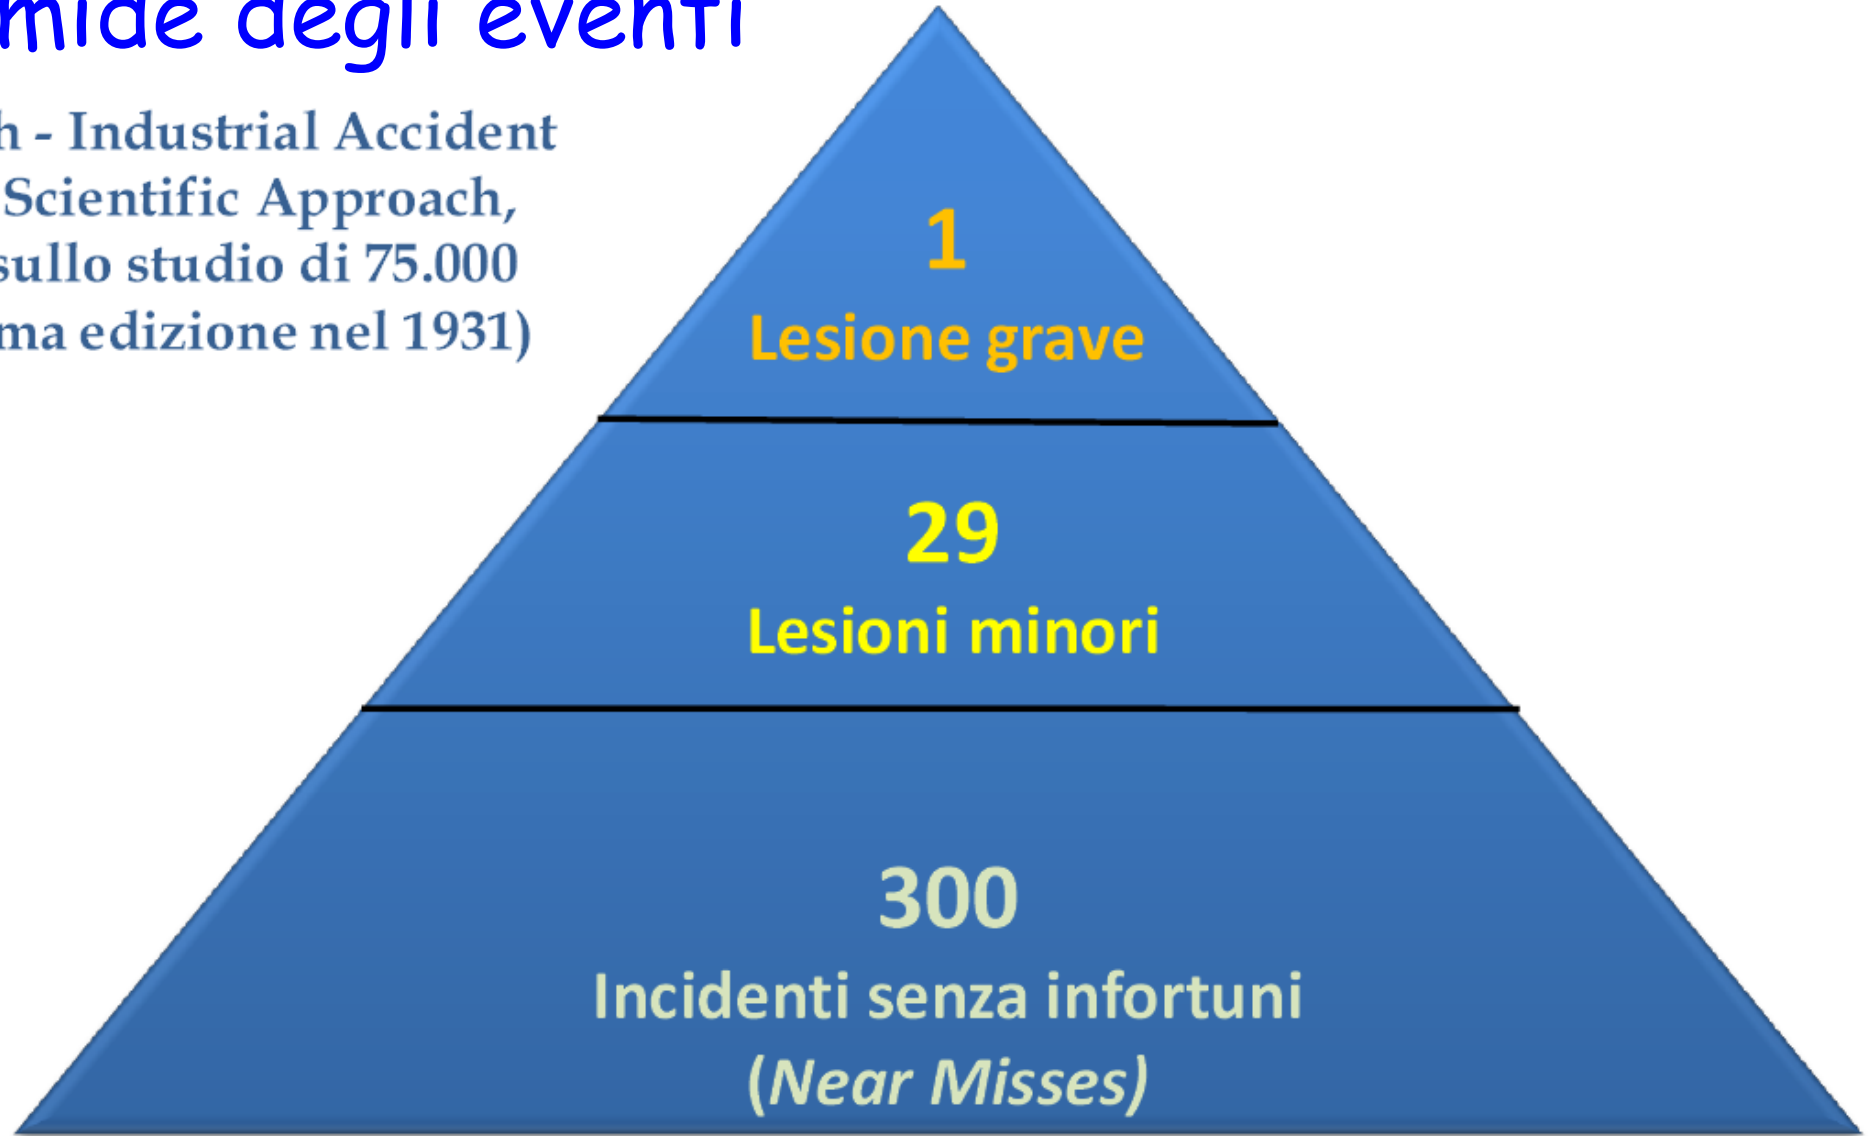 mide degli eventi
h - Industrial Accident
Scientific Approach,
sullo studio di 75.000
ma edizione nel 1931)
1
Lesione grave
29
Lesioni minori
300
Incidenti senza infortuni
(Near Misses)